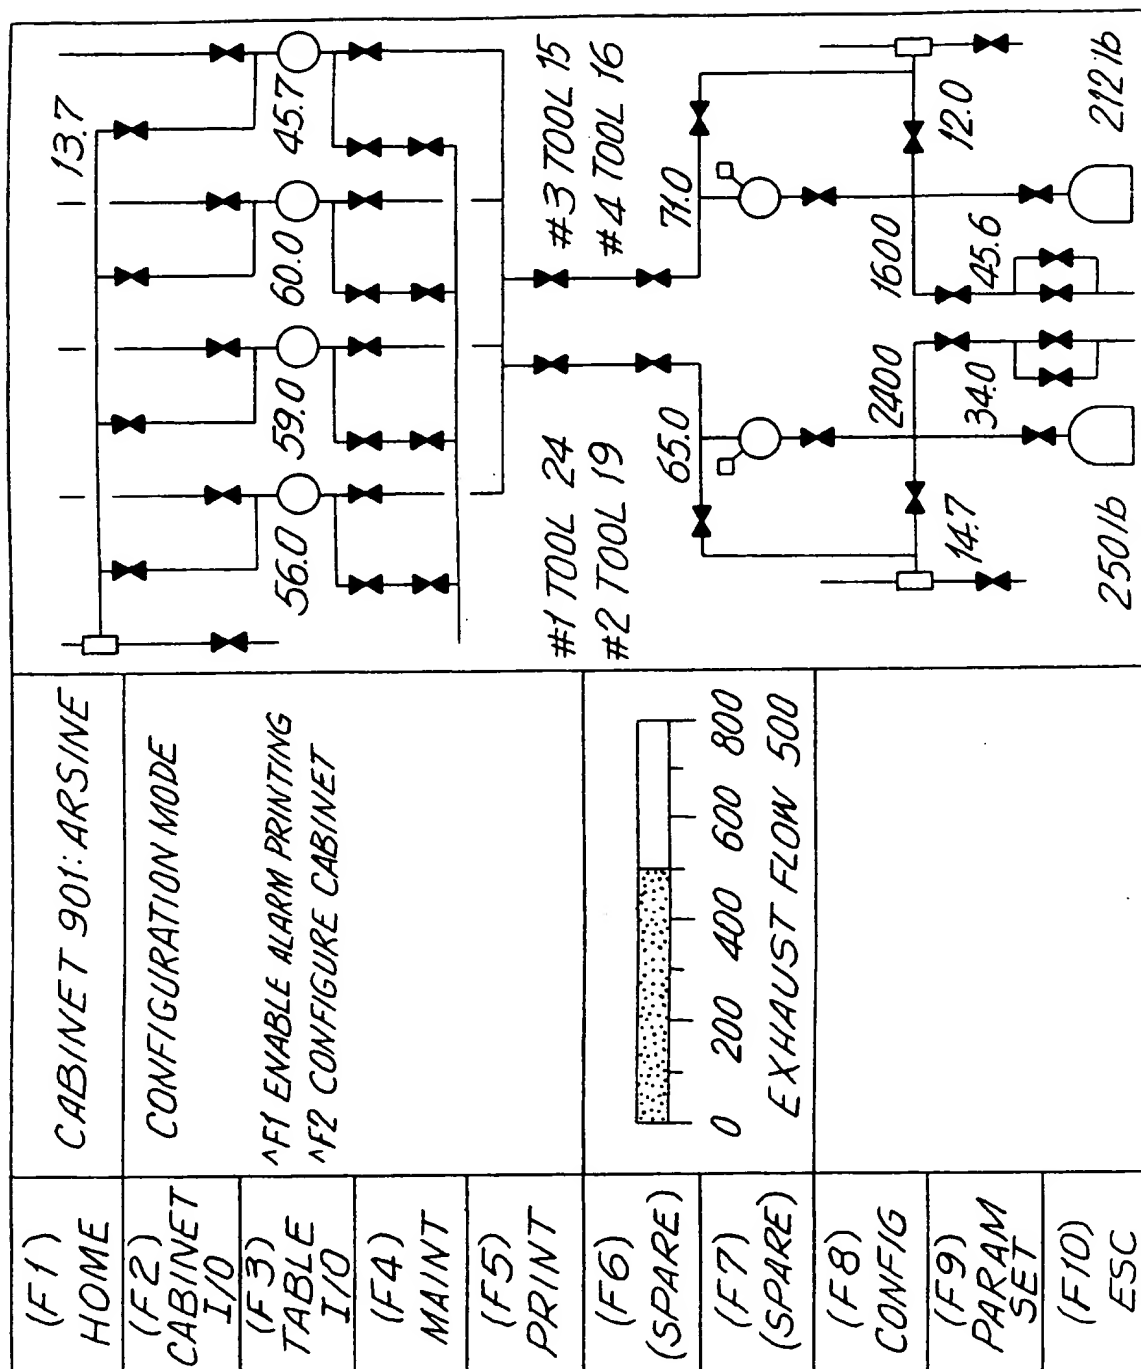 (F1)
HOME
(F2)
CABINET
I/O
(F3)
TABLE
I/O
(F4)
MAINT
(F5)
PRINT
(F6)
(SPARE)
(F7)
(SPARE)
(F8)
CONFIG
(F9)
PARAM
SET
(F10)
ESC
CABINET 901: ARSINE
CONFIGURATION MODE
^F1 ENABLE ALARM PRINTING
^F2 CONFIGURE CABINET
0 200 400 600 800
EXHAUST FLOW 500
13.7
56.0 59.0 60.0 45.7
#1 TOOL 24 #3 TOOL 15
#2 TOOL 19 #4 TOOL 16
65.0 71.0
2400 1600
14.7 34.0 45.6 12.0
250 lb 212 lb